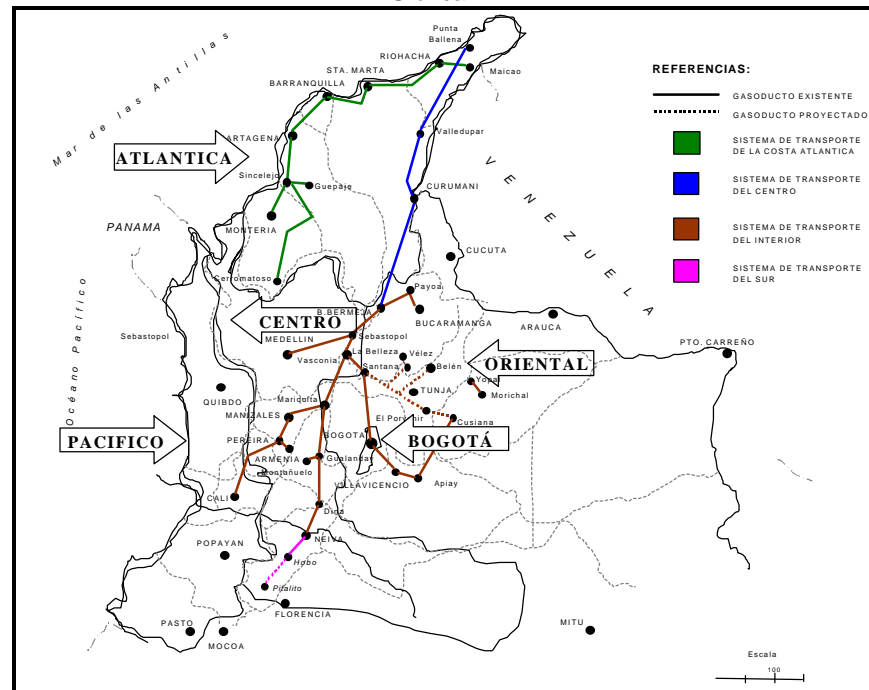 Punta
Ballena
RIOHACHA
Maicao
STA. MARTA
BARRANQUILLA
Mar de las Antillas
ARTAGENA
ATLANTICA
Valledupar
Sincelejo
Guepaje
CURUMANI
MONTERIA
PANAMA
VENEZUELA
CUCUTA
Cerromatoso
Payoa
B.BERMEJA
BUCARAMANGA
ARAUCA
CENTRO
Océano Pacífico
Sebastopol
MEDELLIN
Sebastopol
PTO. CARREÑO
Vasconia
La Belleza
Vélez
Santana
Belén
ORIENTAL
Yopal
Morichal
QUIBDO
TUNJA
Mariquita
MANIZALES
El Porvenir
Cusiana
PACIFICO
PEREIRA
BOGOTA
BOGOTÁ
ARMENIA
Gualanday
Montañuelo
VILLAVICENCIO
Apiay
CALI
Dina
NEIVA
POPAYAN
Hobo
Pitalito
FLORENCIA
PASTO
MOCOA
MITU
REFERENCIAS:
GASODUCTO EXISTENTE
GASODUCTO PROYECTADO
SISTEMA DE TRANSPORTE
DE LA COSTA ATLANTICA
SISTEMA DE TRANSPORTE
DEL CENTRO
SISTEMA DE TRANSPORTE
DEL INTERIOR
SISTEMA DE TRANSPORTE
DEL SUR
Escala
100